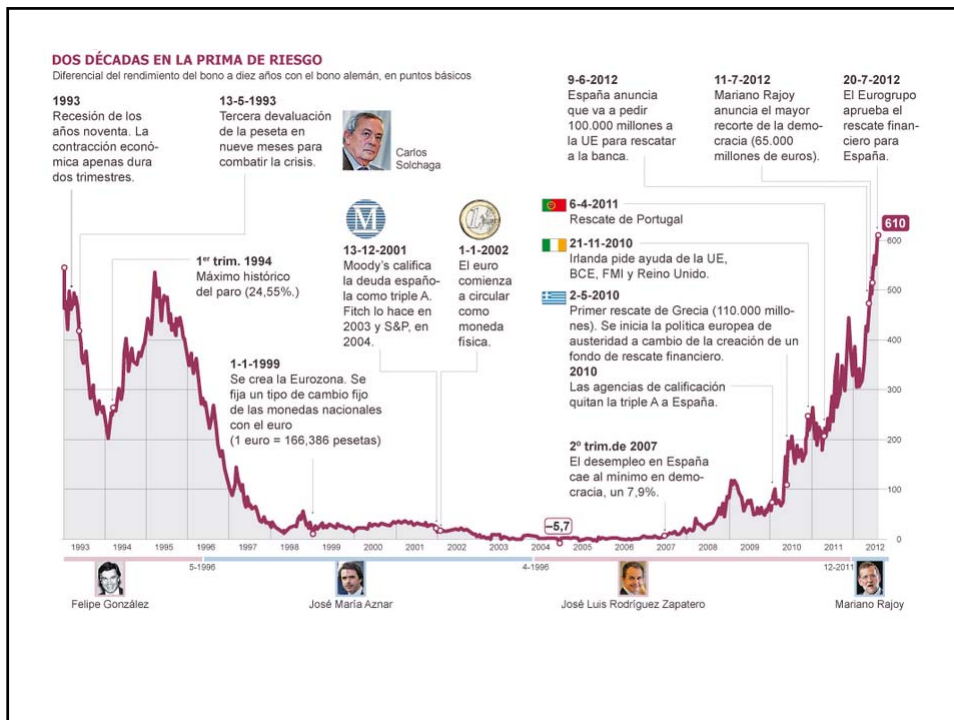 DOS DÉCADAS EN LA PRIMA DE RIESGO
Diferencial del rendimiento del bono a diez años con el bono alemán, en puntos básicos
1993
Recesión de los
años noventa. La
contracción econó-
mica apenas dura
dos trimestres.
13-5-1993
Tercera devaluación
de la peseta en
nueve meses para
combatir la crisis.
Carlos
Solchaga
9-6-2012
España anuncia
que va a pedir
100.000 millones a
la UE para rescatar
a la banca.
11-7-2012
Mariano Rajoy
anuncia el mayor
recorte de la demo-
cracia (65.000
millones de euros).
20-7-2012
El Eurogrupo
aprueba el
rescate finan-
ciero para
España.
1er trim. 1994
Máximo histórico
del paro (24,55%.)
M
13-12-2001
Moody's califica
la deuda españo-
la como triple A.
Fitch lo hace en
2003 y S&P, en
2004.
1
1-1-2002
El euro
comienza
a circular
como
moneda
física.
6-4-2011
Rescate de Portugal
21-11-2010
Irlanda pide ayuda de la UE,
BCE, FMI y Reino Unido.
2-5-2010
Primer rescate de Grecia (110.000 millo-
nes). Se inicia la política europea de
austeridad a cambio de la creación de un
fondo de rescate financiero.
2010
Las agencias de calificación
quitan la triple A a España.
1-1-1999
Se crea la Eurozona. Se
fija un tipo de cambio fijo
de las monedas nacionales
con el euro
(1 euro = 166,386 pesetas)
2º trim.de 2007
El desempleo en España
cae al mínimo en demo-
cracia, un 7,9%.
610
600
500
400
300
200
100
0
–5,7
1993 1994 1995 1996 1997 1998 1999 2000 2001 2002 2003 2004 2005 2006 2007 2008 2009 2010 2011 2012
5-1996 4-1996 12-2011
Felipe González José María Aznar José Luis Rodríguez Zapatero Mariano Rajoy